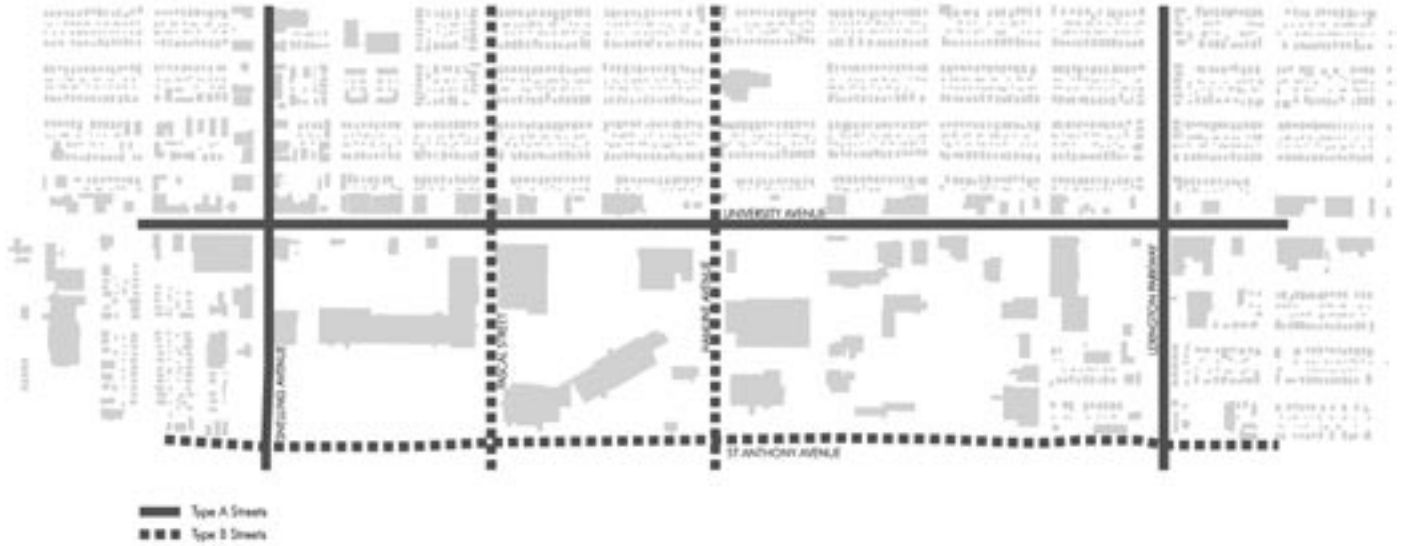 UNIVERSITY AVENUE
SNELLING AVENUE
PASCAL STREET
HAMLINE AVENUE
LEXINGTON PARKWAY
ST ANTHONY AVENUE
Type A Streets
Type B Streets